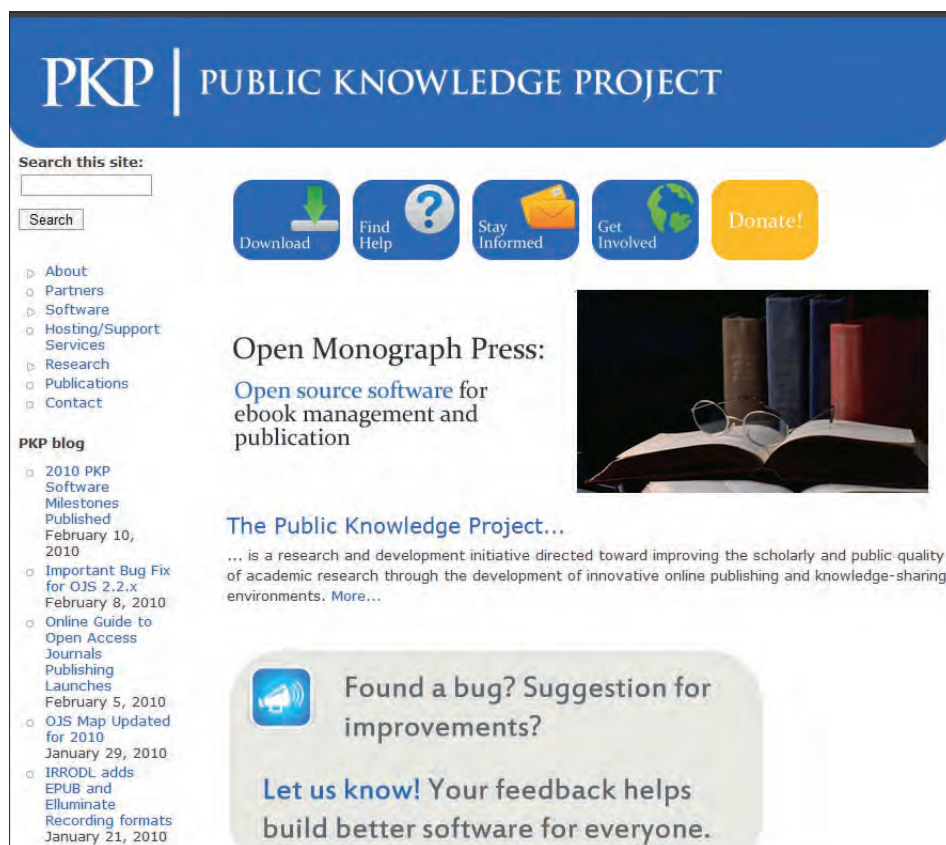 PKP | PUBLIC KNOWLEDGE PROJECT
Search this site:
Search
About
Partners
Software
Hosting/Support
Services
Research
Publications
Contact
PKP blog
2010 PKP
Software
Milestones
Published
February 10,
2010
Important Bug Fix
for OJS 2.2.x
February 8, 2010
Online Guide to
Open Access
Journals
Publishing
Launches
February 5, 2010
OJS Map Updated
for 2010
January 29, 2010
IRRODL adds
EPUB and
Elluminate
Recording formats
January 21, 2010
Download
Find
Help
Stay
Informed
Get
Involved
Donate!
Open Monograph Press:
Open source software for
ebook management and
publication
The Public Knowledge Project...
... is a research and development initiative directed toward improving the scholarly and public quality
of academic research through the development of innovative online publishing and knowledge-sharing
environments. More...
Found a bug? Suggestion for
improvements?
Let us know! Your feedback helps
build better software for everyone.